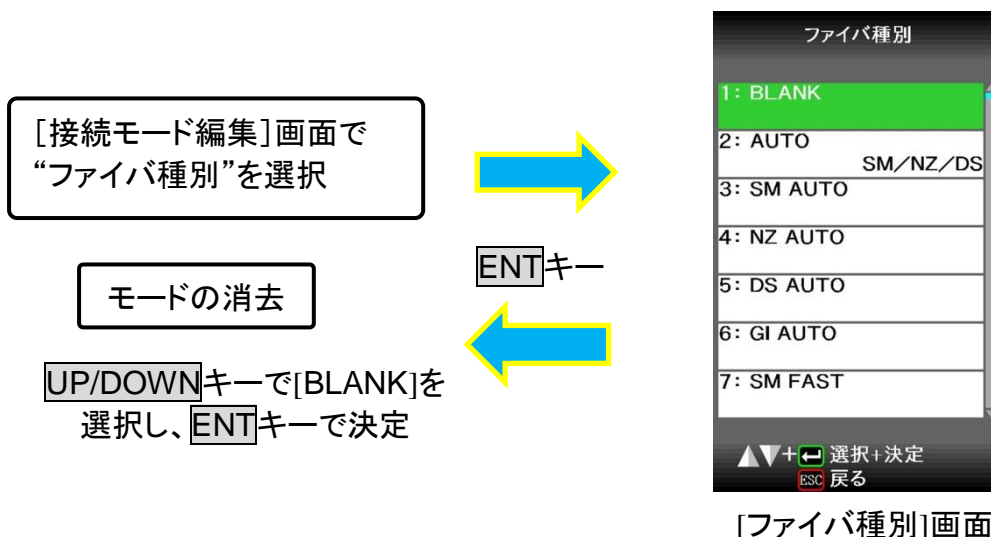 [接続モード編集]画面で
“ファイバ種別”を選択
ENTキー
モードの消去
UP/DOWNキーで[BLANK]を
選択し、ENTキーで決定
ファイバ種別
1: BLANK
2: AUTO
SM/NZ/DS
3: SM AUTO
4: NZ AUTO
5: DS AUTO
6: GI AUTO
7: SM FAST
+ 選択+決定
ESC 戻る
[ファイバ種別]画面